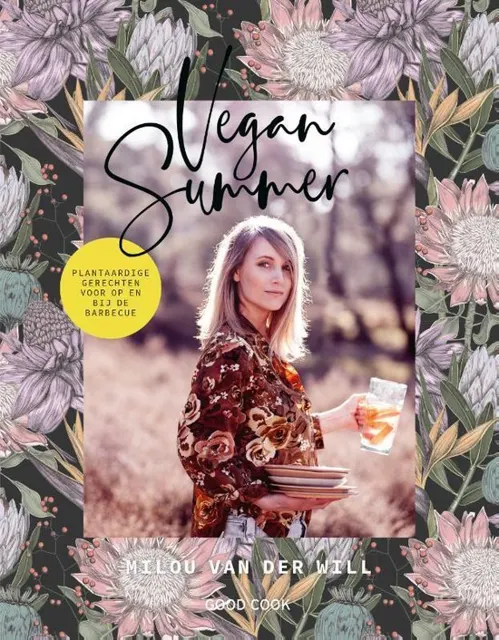 Vegan
Summer
PLANTAARDIGE
GERECHTEN
VOOR OP EN
BIJ DE
BARBECUE
MILOU VAN DER WILL
GOOD COOK